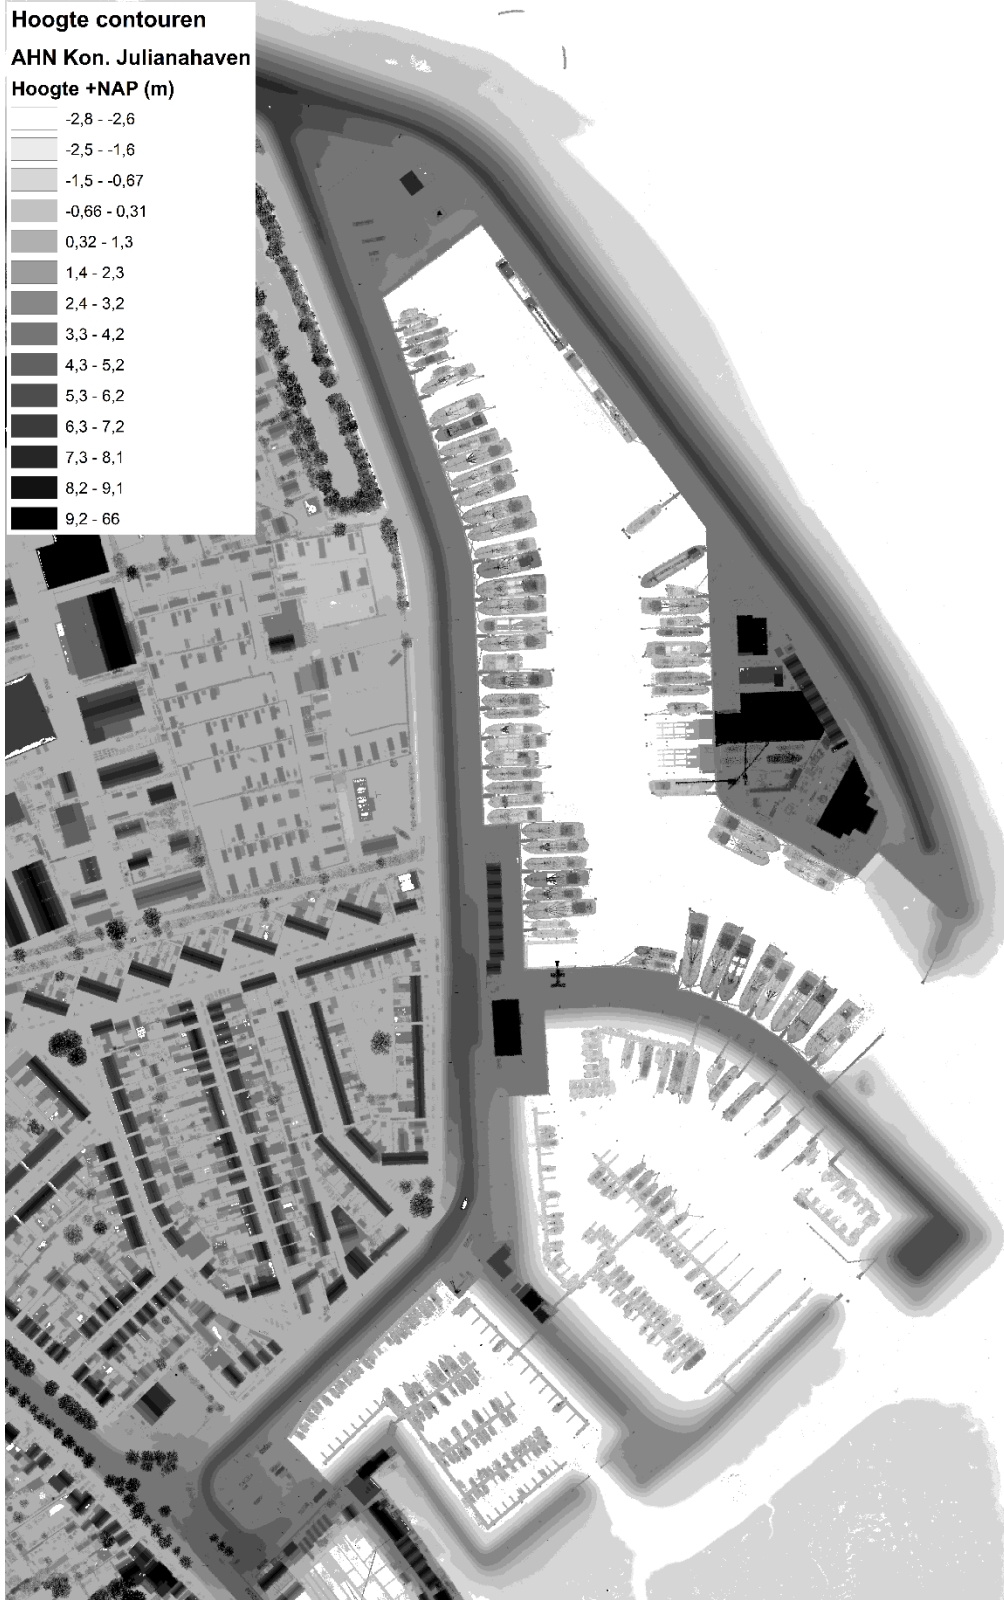 Hoogte contouren
AHN Kon. Julianahaven
Hoogte +NAP (m)
-2,8 - -2,6
-2,5 - -1,6
-1,5 - -0,67
-0,66 - 0,31
0,32 - 1,3
1,4 - 2,3
2,4 - 3,2
3,3 - 4,2
4,3 - 5,2
5,3 - 6,2
6,3 - 7,2
7,3 - 8,1
8,2 - 9,1
9,2 - 66